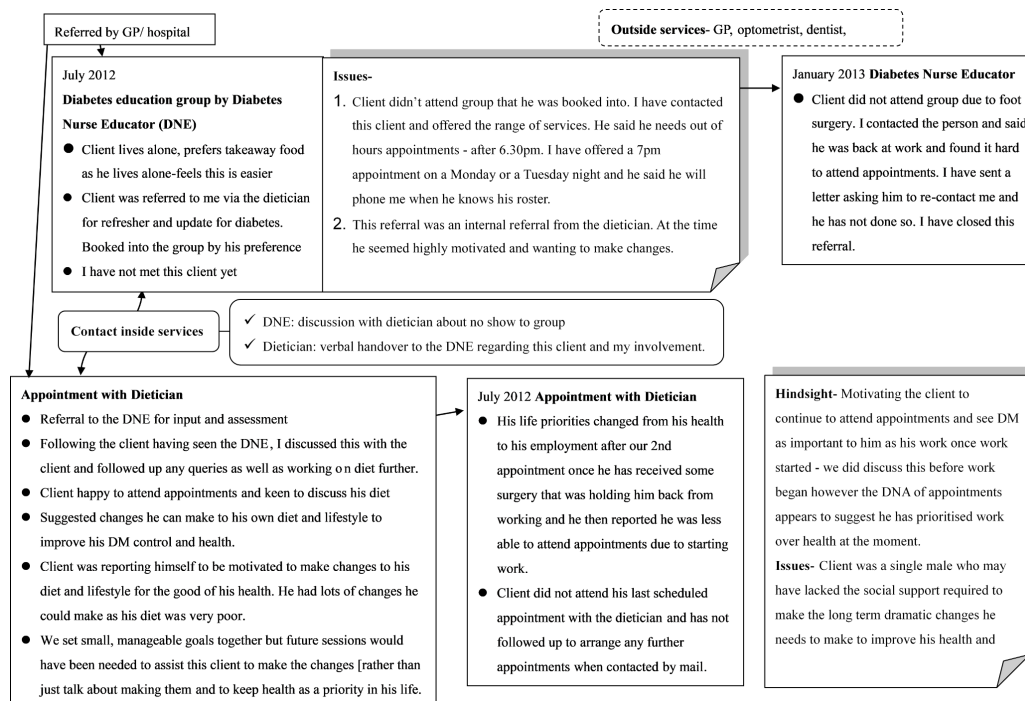 Referred by GP/ hospital
Outside services- GP, optometrist, dentist,
July 2012
Diabetes education group by Diabetes
Nurse Educator (DNE)
● Client lives alone, prefers takeaway food
as he lives alone-feels this is easier
● Client was referred to me via the dietician
for refresher and update for diabetes.
Booked into the group by his preference
● I have not met this client yet
Issues-
1. Client didn't attend group that he was booked into. I have contacted
this client and offered the range of services. He said he needs out of
hours appointments - after 6.30pm. I have offered a 7pm
appointment on a Monday or a Tuesday night and he said he will
phone me when he knows his roster.
2. This referral was an internal referral from the dietician. At the time
he seemed highly motivated and wanting to make changes.
January 2013 Diabetes Nurse Educator
● Client did not attend group due to foot
surgery. I contacted the person and said
he was back at work and found it hard
to attend appointments. I have sent a
letter asking him to re-contact me and
he has not done so. I have closed this
referral.
Contact inside services
✓ DNE: discussion with dietician about no show to group
✓ Dietician: verbal handover to the DNE regarding this client and my involvement.
Appointment with Dietician
● Referral to the DNE for input and assessment
● Following the client having seen the DNE, I discussed this with the
client and followed up any queries as well as working on diet further.
● Client happy to attend appointments and keen to discuss his diet
● Suggested changes he can make to his own diet and lifestyle to
improve his DM control and health.
● Client was reporting himself to be motivated to make changes to his
diet and lifestyle for the good of his health. He had lots of changes he
could make as his diet was very poor.
● We set small, manageable goals together but future sessions would
have been needed to assist this client to make the changes [rather than
just talk about making them and to keep health as a priority in his life.
July 2012 Appointment with Dietician
● His life priorities changed from his health
to his employment after our 2nd
appointment once he has received some
surgery that was holding him back from
working and he then reported he was less
able to attend appointments due to starting
work.
● Client did not attend his last scheduled
appointment with the dietician and has not
followed up to arrange any further
appointments when contacted by mail.
Hindsight- Motivating the client to
continue to attend appointments and see DM
as important to him as his work once work
started - we did discuss this before work
began however the DNA of appointments
appears to suggest he has prioritised work
over health at the moment.
Issues- Client was a single male who may
have lacked the social support required to
make the long term dramatic changes he
needs to make to improve his health and